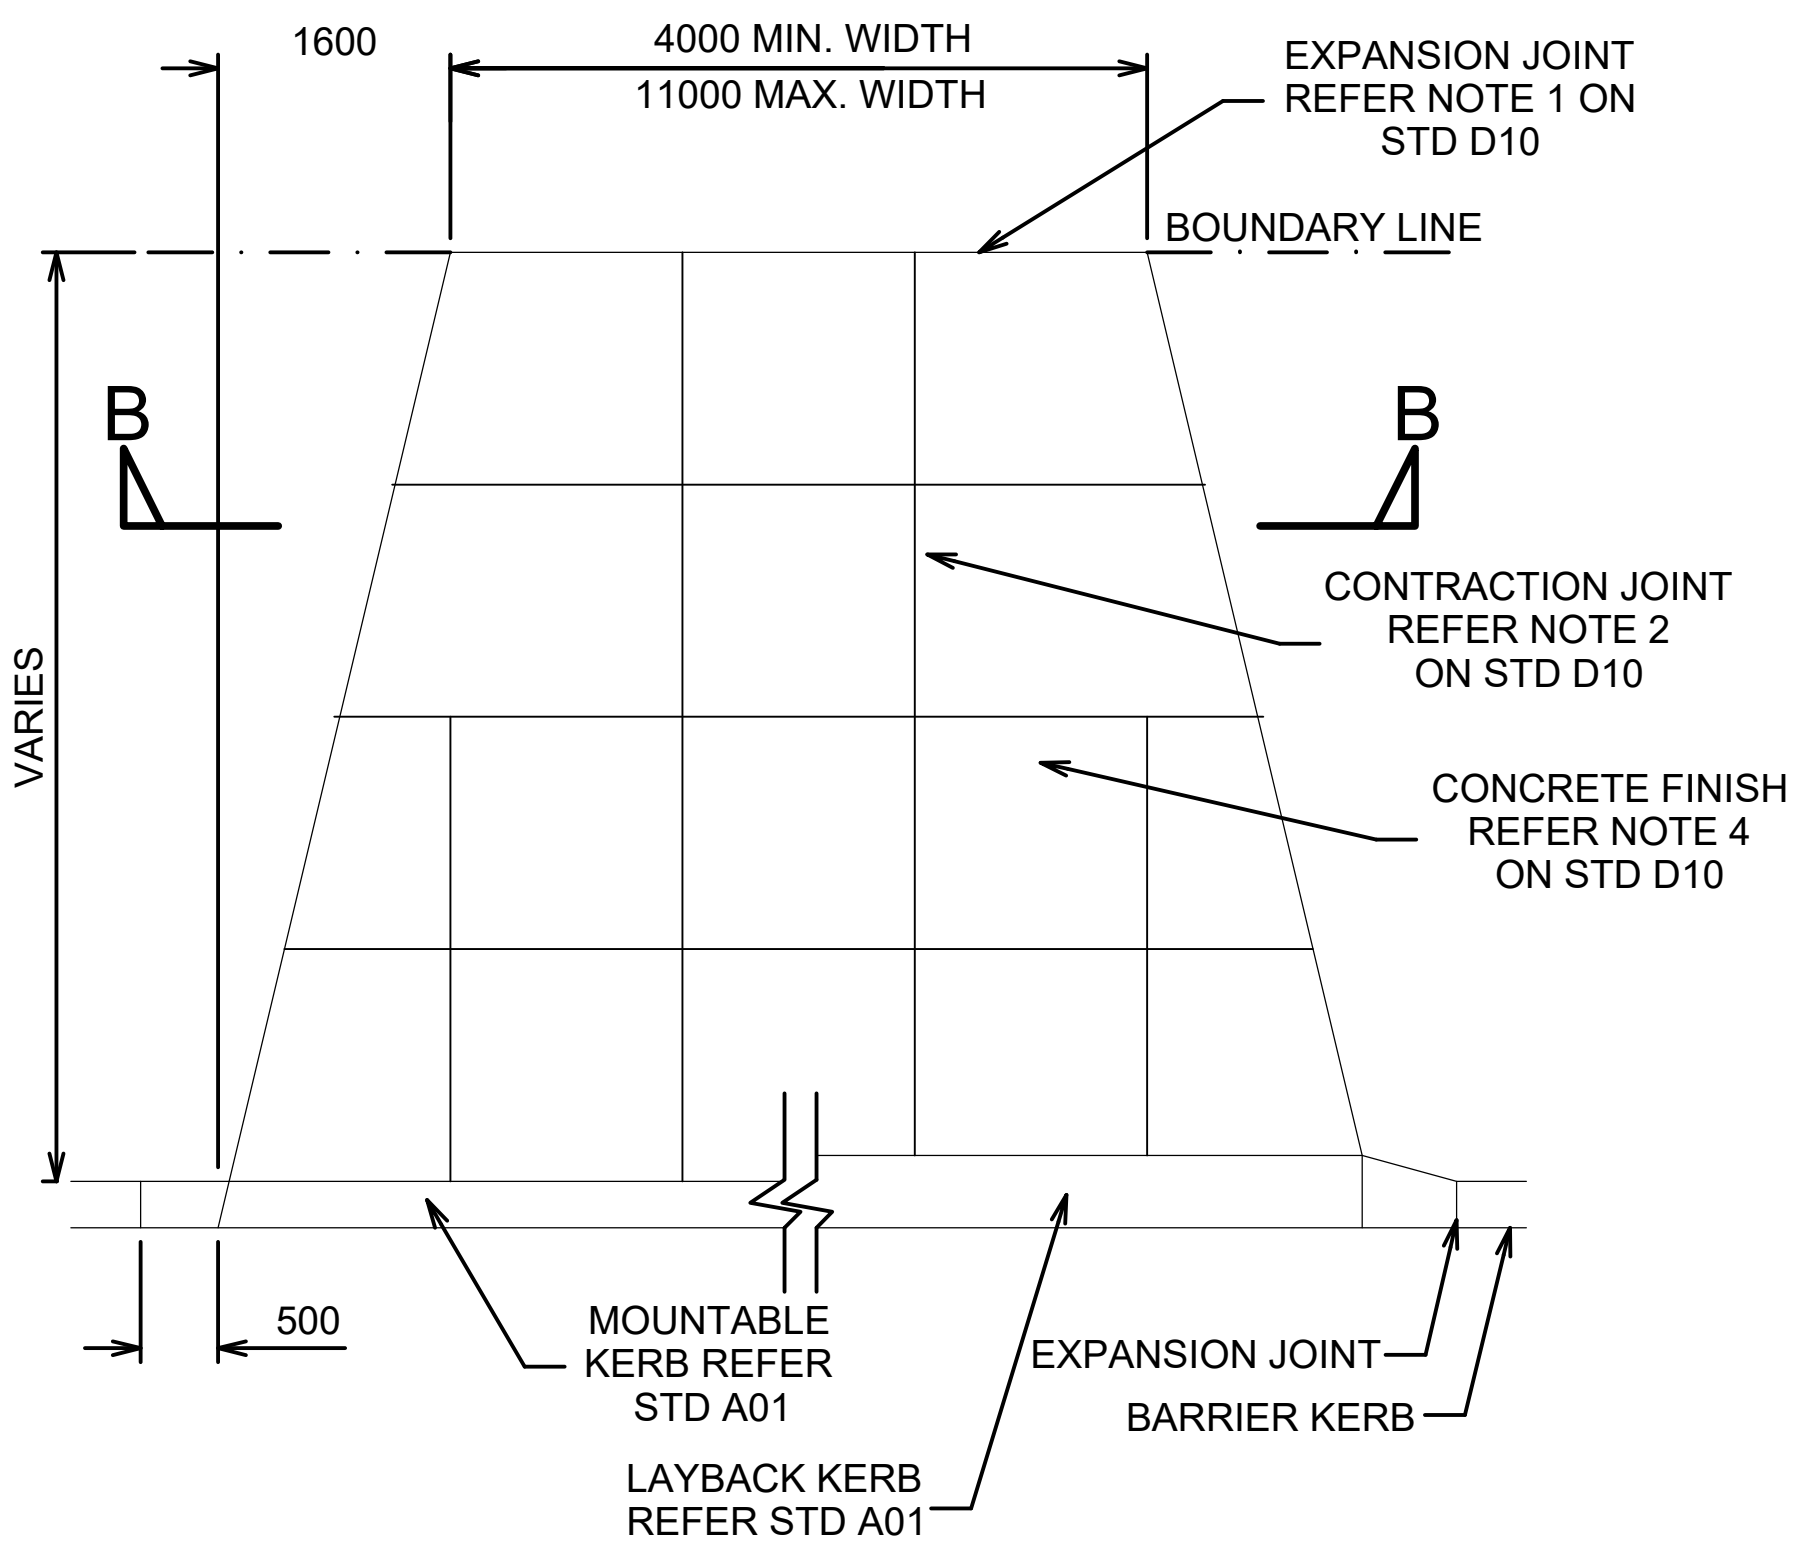 1600
4000 MIN. WIDTH
11000 MAX. WIDTH
EXPANSION JOINT
REFER NOTE 1 ON
STD D10
BOUNDARY LINE
B
B
CONTRACTION JOINT
REFER NOTE 2
ON STD D10
VARIES
CONCRETE FINISH
REFER NOTE 4
ON STD D10
500
MOUNTABLE
KERB REFER
STD A01
EXPANSION JOINT
BARRIER KERB
LAYBACK KERB
REFER STD A01